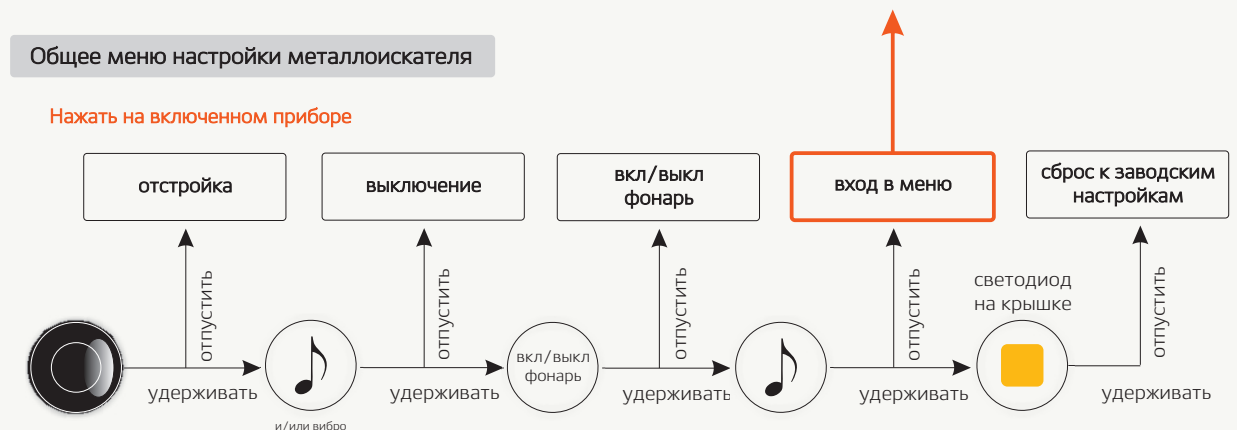 Общее меню настройки металлоискателя
Нажать на включенном приборе
отстройка
выключение
вкл/выкл
фонарь
вход в меню
сброс к заводским
настройкам
отпустить
отпустить
отпустить
отпустить
отпустить
светодиод
на крышке
вкл/выкл
фонарь
удерживать
удерживать
удерживать
удерживать
удерживать
и/или вибро